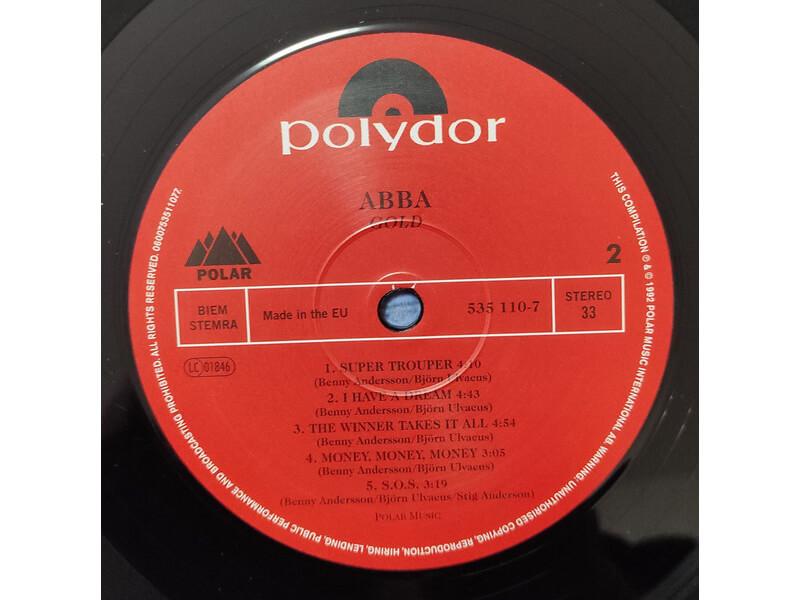 polydor
ABBA
GOLD
POLAR
2
BIEM
STEMRA
Made in the EU
535 110-7
STEREO
33
LC 01846
1. SUPER TROUPER 4:10
(Benny Andersson/Björn Ulvaeus)
2. I HAVE A DREAM 4:43
(Benny Andersson/Björn Ulvaeus)
3. THE WINNER TAKES IT ALL 4:54
(Benny Andersson/Björn Ulvaeus)
4. MONEY, MONEY, MONEY 3:05
(Benny Andersson/Björn Ulvaeus)
5. S.O.S. 3:19
(Benny Andersson/Björn Ulvaeus/Stig Anderson)
POLAR MUSIC
THIS COMPILATION ℗ & © 1992 POLAR MUSIC INTERNATIONAL AB. WARNING: UNAUTHORISED COPYING, REPRODUCTION, HIRING, LENDING, PUBLIC PERFORMANCE AND BROADCASTING PROHIBITED. ALL RIGHTS RESERVED. 0600753511077.